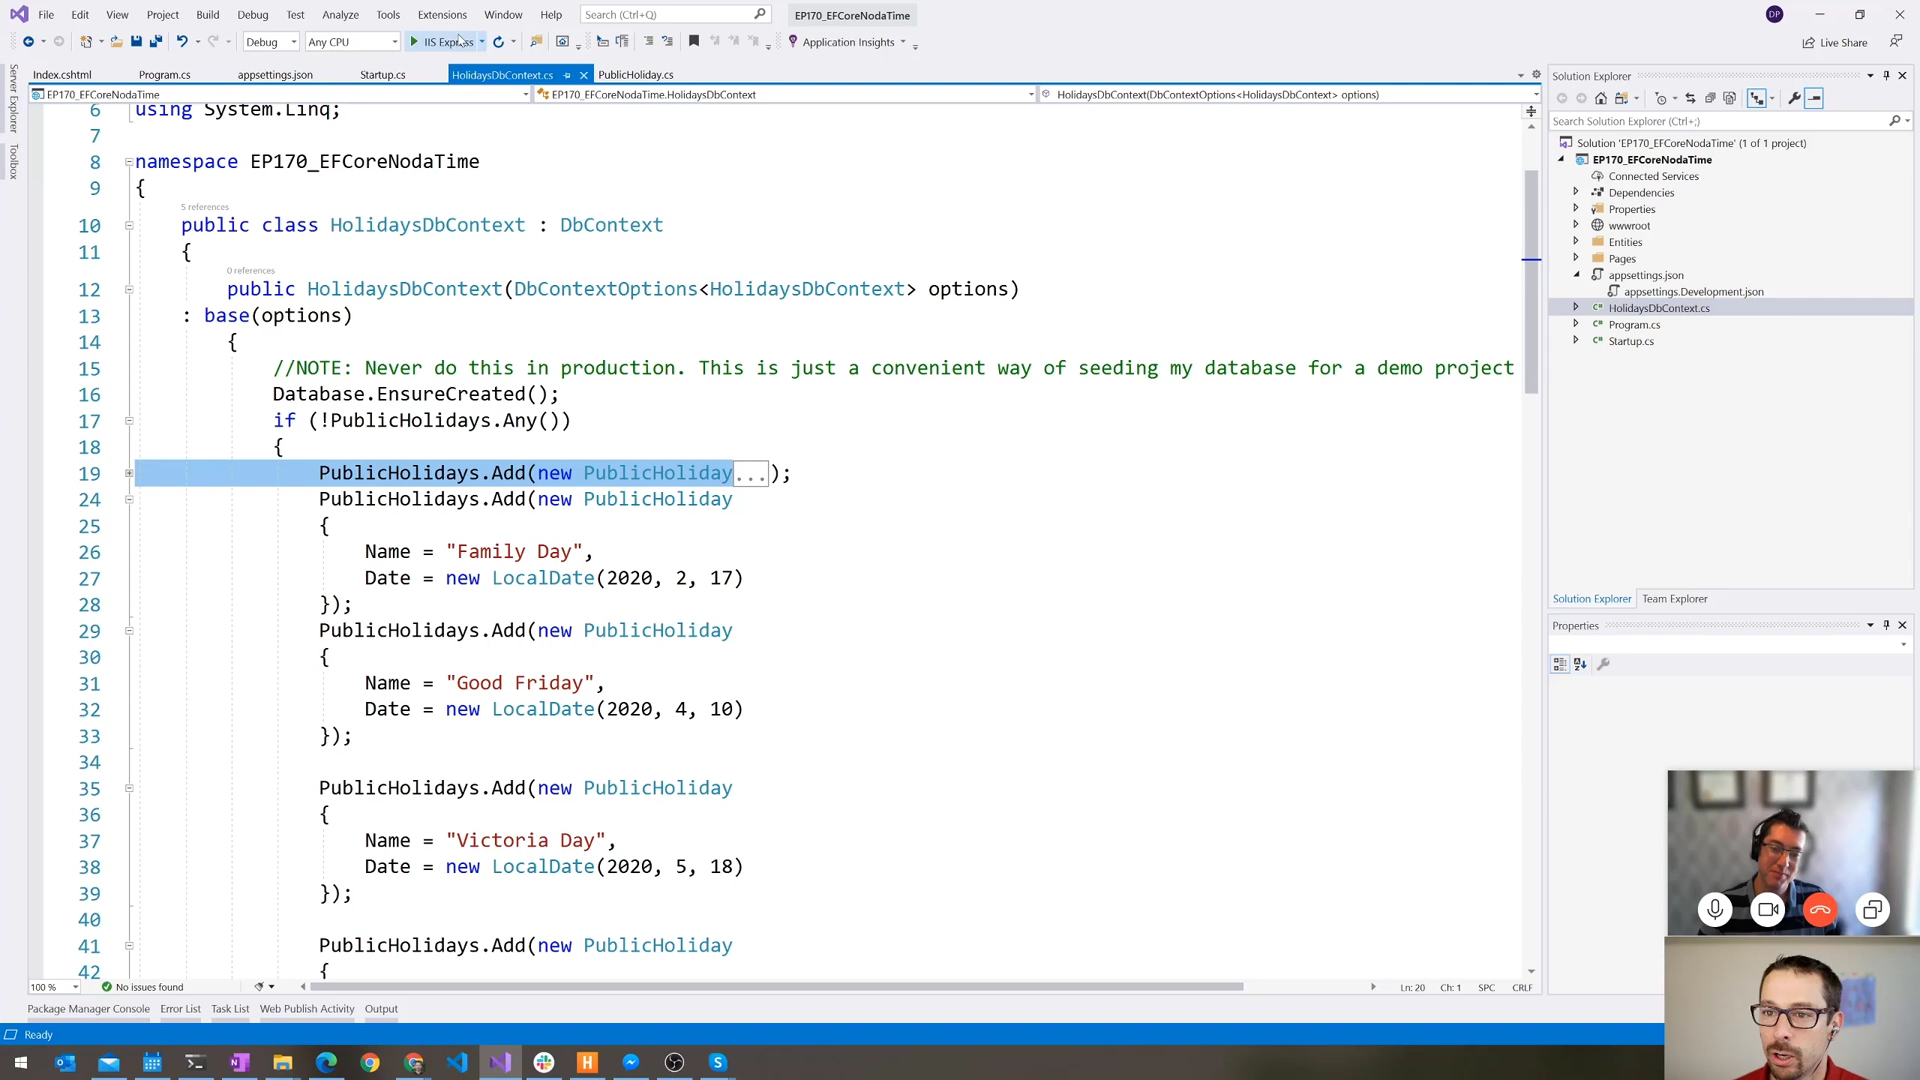 File Edit View Project Build Debug Test Analyze Tools Extensions Window Help Search (Ctrl+Q) EP170_EFCoreNodaTime DP
Debug Any CPU IIS Express Application Insights Live Share
Index.cshtml Program.cs appsettings.json Startup.cs HolidaysDbContext.cs PublicHoliday.cs
EP170_EFCoreNodaTime EP170_EFCoreNodaTime.HolidaysDbContext HolidaysDbContext(DbContextOptions<HolidaysDbContext> options)
Server Explorer
Toolbox
6 using System.Linq;
7
8 namespace EP170_EFCoreNodaTime
9 {
5 references
10 public class HolidaysDbContext : DbContext
11 {
0 references
12 public HolidaysDbContext(DbContextOptions<HolidaysDbContext> options)
13 : base(options)
14 {
15 //NOTE: Never do this in production. This is just a convenient way of seeding my database for a demo project
16 Database.EnsureCreated();
17 if (!PublicHolidays.Any())
18 {
19 PublicHolidays.Add(new PublicHoliday...);
24 PublicHolidays.Add(new PublicHoliday
25 {
26 Name = "Family Day",
27 Date = new LocalDate(2020, 2, 17)
28 });
29 PublicHolidays.Add(new PublicHoliday
30 {
31 Name = "Good Friday",
32 Date = new LocalDate(2020, 4, 10)
33 });
34
35 PublicHolidays.Add(new PublicHoliday
36 {
37 Name = "Victoria Day",
38 Date = new LocalDate(2020, 5, 18)
39 });
40
41 PublicHolidays.Add(new PublicHoliday
42 {
100 % No issues found Ln: 20 Ch: 1 SPC CRLF
Package Manager Console Error List Task List Web Publish Activity Output
Ready
Solution Explorer
Search Solution Explorer (Ctrl+;)
Solution 'EP170_EFCoreNodaTime' (1 of 1 project)
EP170_EFCoreNodaTime
Connected Services
Dependencies
Properties
wwwroot
Entities
Pages
appsettings.json
appsettings.Development.json
C# HolidaysDbContext.cs
C# Program.cs
C# Startup.cs
Solution Explorer Team Explorer
Properties